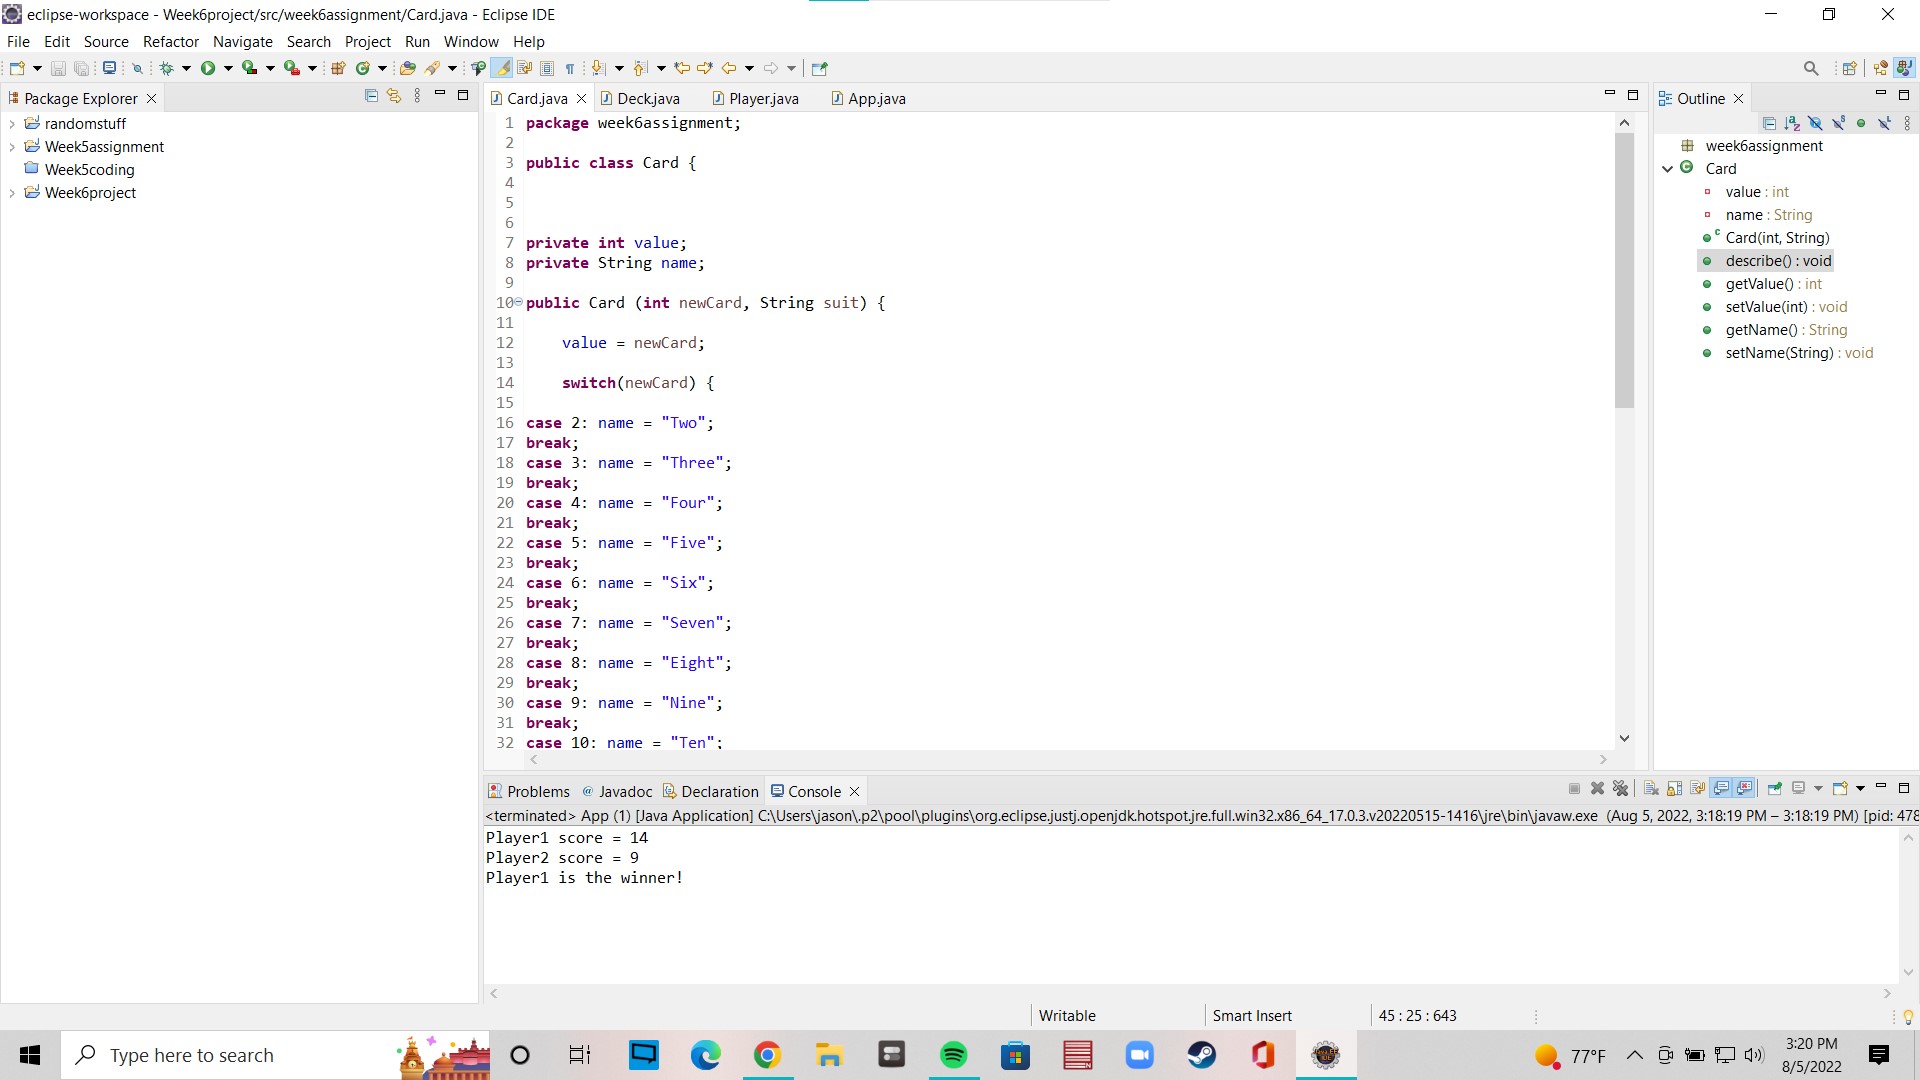 eclipse-workspace - Week6project/src/week6assignment/Card.java - Eclipse IDE
File Edit Source Refactor Navigate Search Project Run Window Help
Package Explorer
randomstuff
Week5assignment
Week5coding
Week6project
Card.java Deck.java Player.java App.java
1 package week6assignment;
2
3 public class Card {
4
5
6
7 private int value;
8 private String name;
9
10 public Card (int newCard, String suit) {
11
12 value = newCard;
13
14 switch(newCard) {
15
16 case 2: name = "Two";
17 break;
18 case 3: name = "Three";
19 break;
20 case 4: name = "Four";
21 break;
22 case 5: name = "Five";
23 break;
24 case 6: name = "Six";
25 break;
26 case 7: name = "Seven";
27 break;
28 case 8: name = "Eight";
29 break;
30 case 9: name = "Nine";
31 break;
32 case 10: name = "Ten";
Outline
week6assignment
Card
value : int
name : String
Card(int, String)
describe() : void
getValue() : int
setValue(int) : void
getName() : String
setName(String) : void
Problems @ Javadoc Declaration Console
<terminated> App (1) [Java Application] C:\Users\jason\.p2\pool\plugins\org.eclipse.justj.openjdk.hotspot.jre.full.win32.x86_64_17.0.3.v20220515-1416\jre\bin\javaw.exe (Aug 5, 2022, 3:18:19 PM – 3:18:19 PM) [pid: 478
Player1 score = 14
Player2 score = 9
Player1 is the winner!
Writable Smart Insert 45 : 25 : 643
Type here to search
77°F
3:20 PM
8/5/2022